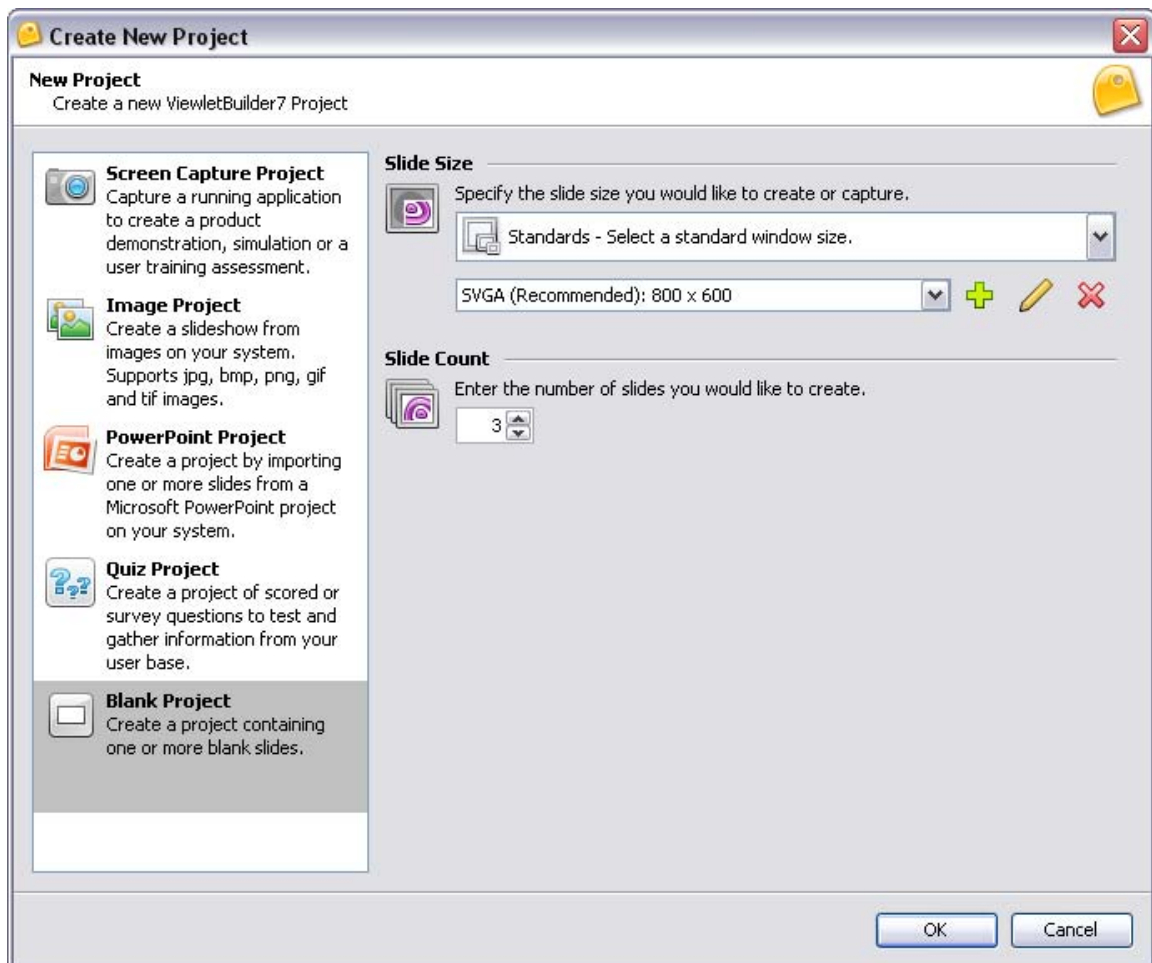 Create New Project
New Project
Create a new ViewletBuilder7 Project
Screen Capture Project
Capture a running application
to create a product
demonstration, simulation or a
user training assessment.
Image Project
Create a slideshow from
images on your system.
Supports jpg, bmp, png, gif
and tif images.
PowerPoint Project
Create a project by importing
one or more slides from a
Microsoft PowerPoint project
on your system.
Quiz Project
Create a project of scored or
survey questions to test and
gather information from your
user base.
Blank Project
Create a project containing
one or more blank slides.
Slide Size
Specify the slide size you would like to create or capture.
Standards - Select a standard window size.
SVGA (Recommended): 800 x 600
Slide Count
Enter the number of slides you would like to create.
3
OK
Cancel